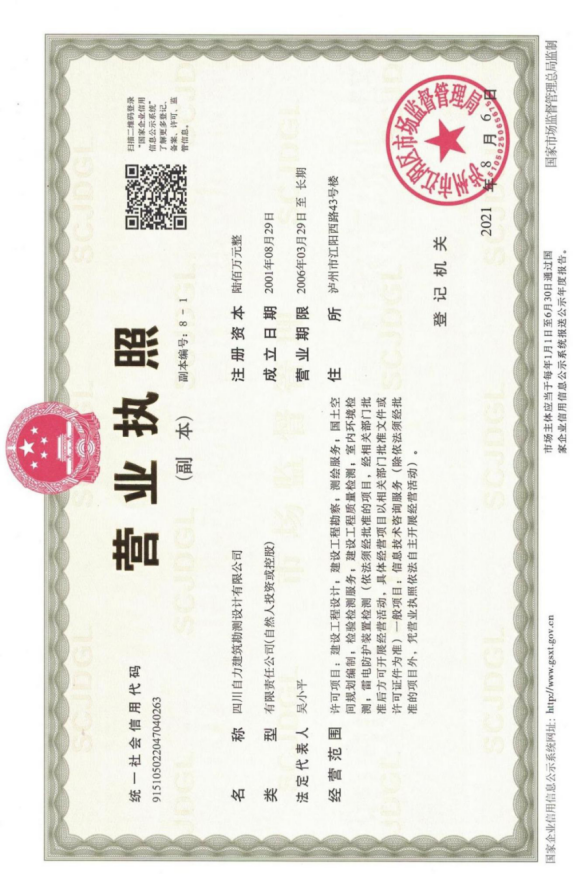 营业执照
(副 本)
副本编号：8－1
统一社会信用代码
915105022047040263
扫描二维码登录
“国家企业信用
信息公示系统”
了解更多登记、
备案、许可、监
管信息。
名称 四川自力建筑勘测设计有限公司
类型 有限责任公司(自然人投资或控股)
法定代表人 吴小平
经营范围 许可项目：建设工程设计；建设工程勘察；测绘服务；国土空
间规划编制；检验检测服务；建设工程质量检测；室内环境检
测；雷电防护装置检测（依法须经批准的项目，经相关部门批
准后方可开展经营活动，具体经营项目以相关部门批准文件或
许可证件为准）一般项目：信息技术咨询服务（除依法须经批
准的项目外，凭营业执照依法自主开展经营活动）。
注册资本 陆佰万元整
成立日期 2001年08月29日
营业期限 2006年03月29日 至 长期
住所 泸州市江阳西路43号楼
登记机关
泸州市江阳区市场监督管理局
2021 年 8 月 6 日
国家企业信用信息公示系统网址：http://www.gsxt.gov.cn
市场主体应当于每年1月1日至6月30日通过国
家企业信用信息公示系统报送公示年度报告。
国家市场监督管理总局监制